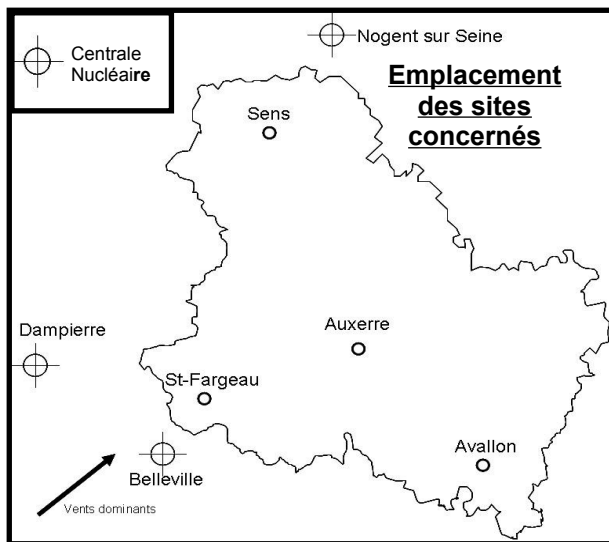 Centrale
Nucléaire
Nogent sur Seine
Emplacement
des sites
concernés
Sens
Auxerre
Dampierre
St-Fargeau
Avallon
Belleville
Vents dominants